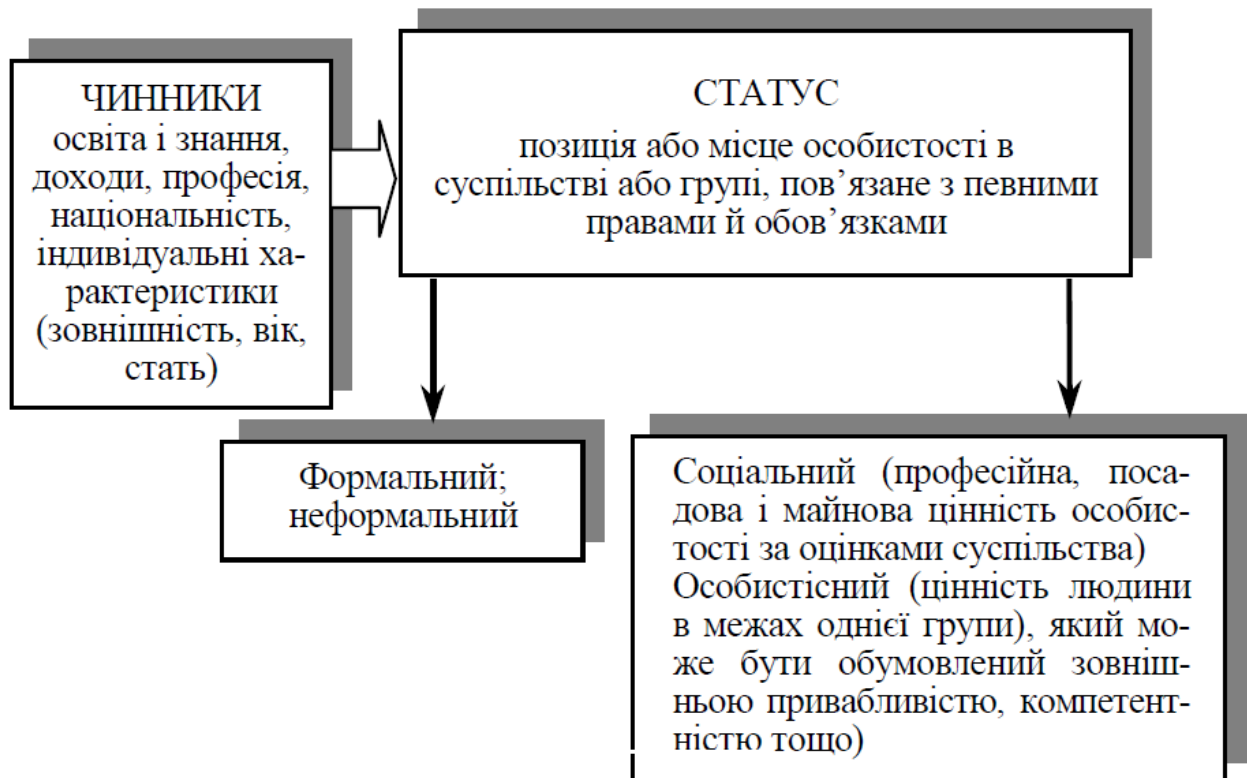 ЧИННИКИ
освіта і знання,
доходи, професія,
національність,
індивідуальні ха-
рактеристики
(зовнішність, вік,
стать)
СТАТУС
позиція або місце особистості в
суспільстві або групі, пов’язане з певними
правами й обов’язками
Формальний;
неформальний
Соціальний (професійна, поса-
дова і майнова цінність особис-
тості за оцінками суспільства)
Особистісний (цінність людини
в межах однієї групи), який мо-
же бути обумовлений зовніш-
ньою привабливістю, компетент-
ністю тощо)